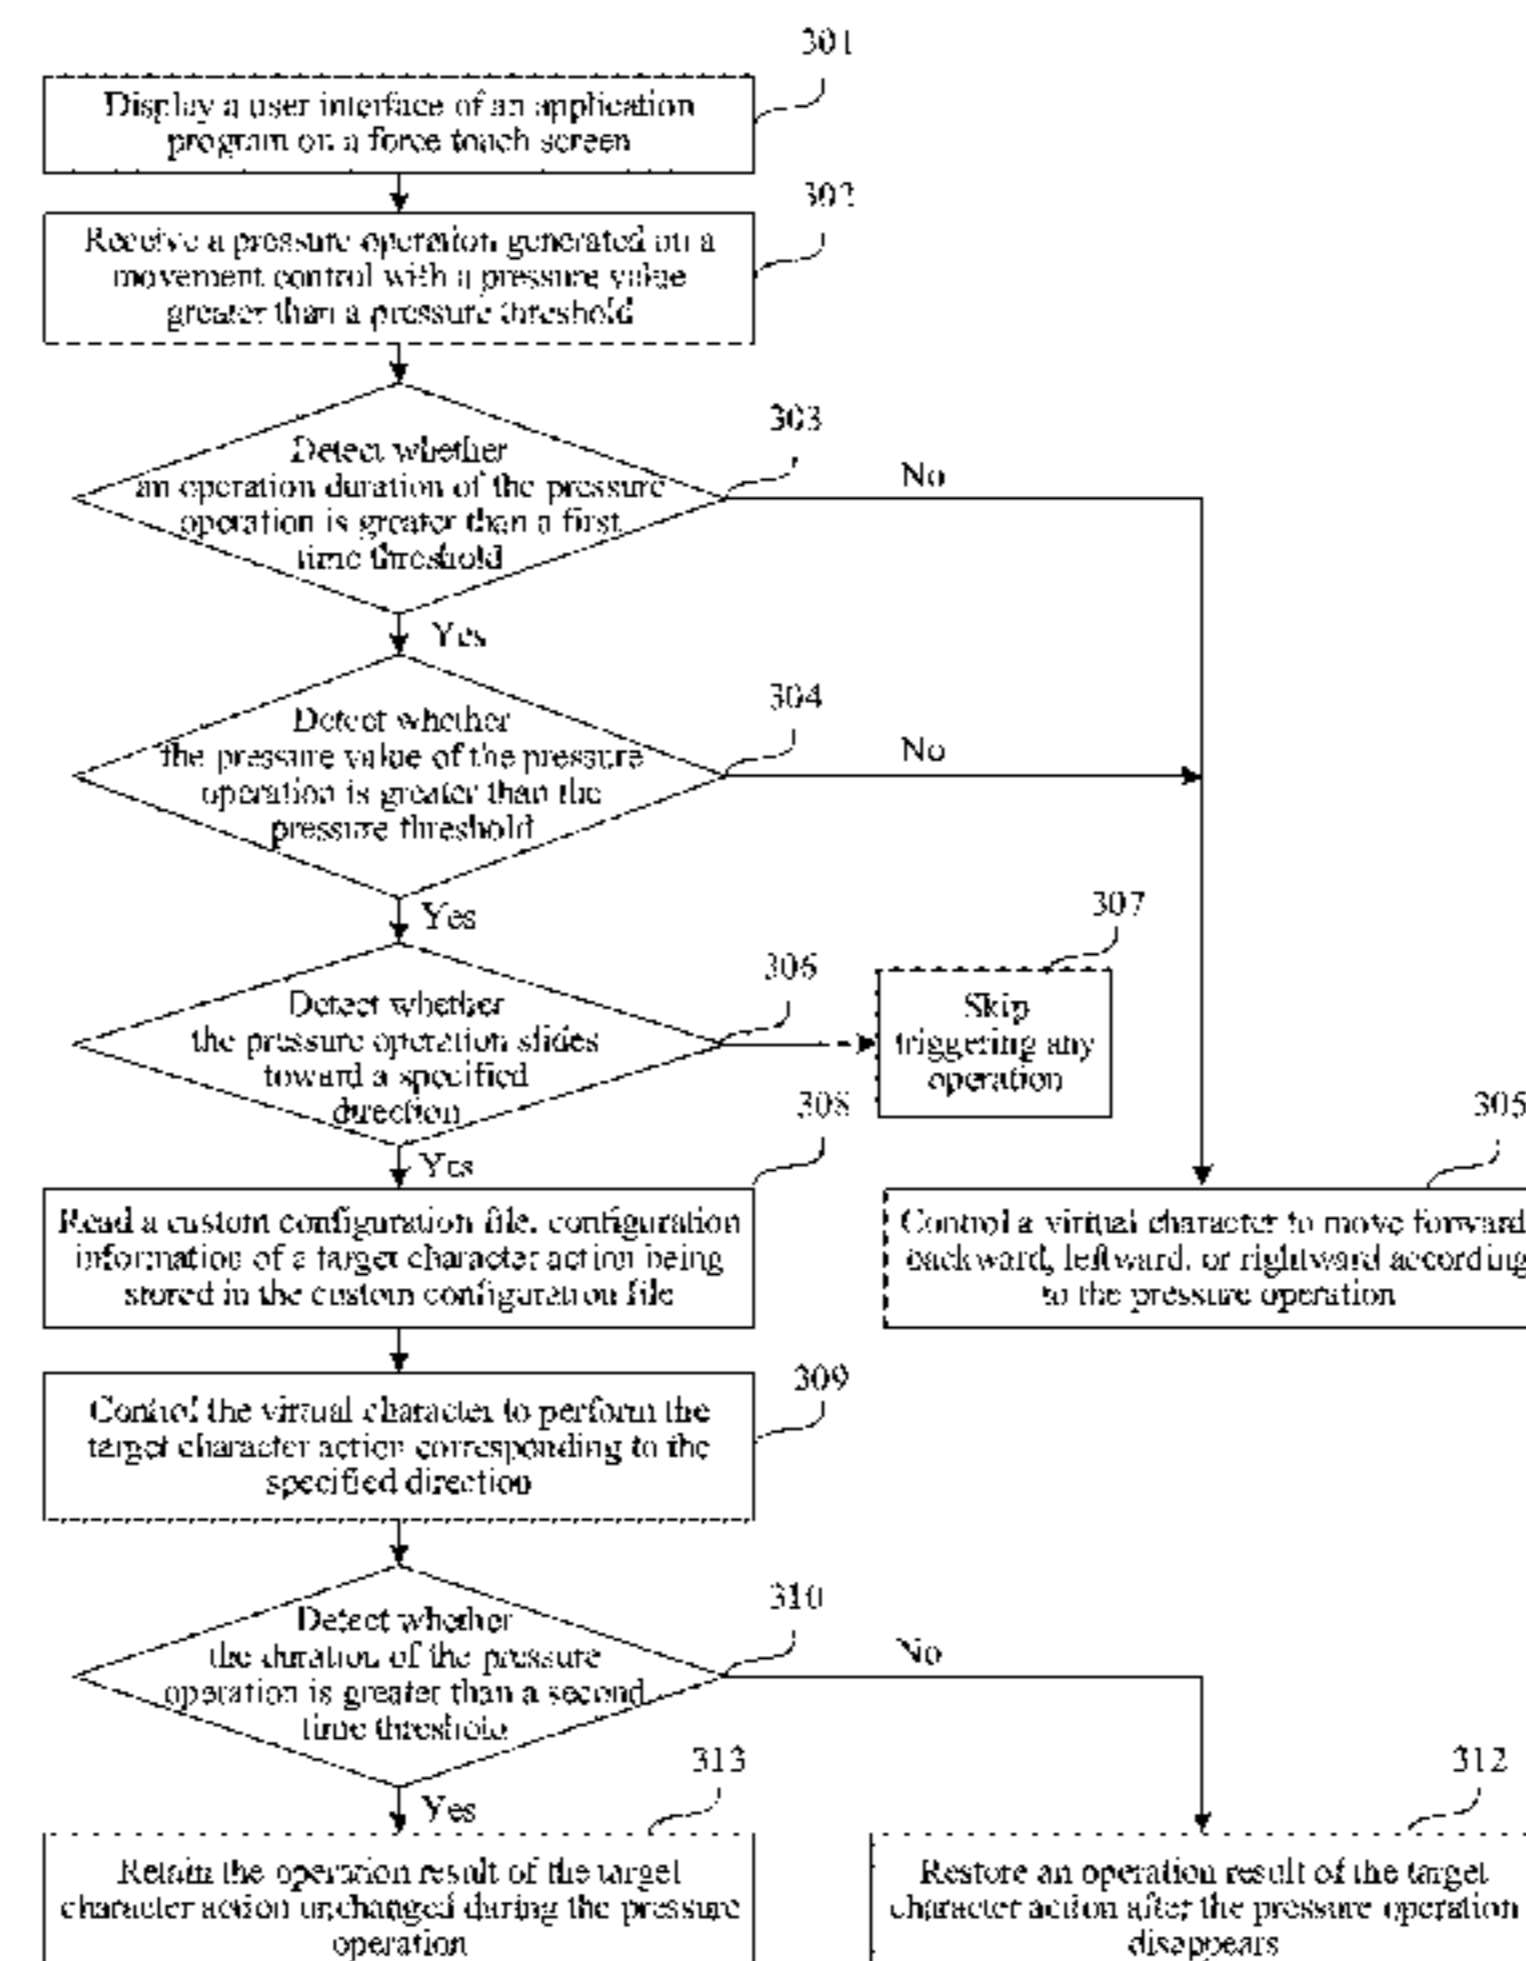 301
Display a user interface of an application
program on a force touch screen
302
Receive a pressure operation generated on a
movement control with a pressure value
greater than a pressure threshold
303
Detect whether
an operation duration of the pressure
operation is greater than a first
time threshold
No
Yes
304
Detect whether
the pressure value of the pressure
operation is greater than the
pressure threshold
No
Yes
306
Detect whether
the pressure operation slides
toward a specified
direction
307
Skip
triggering any
operation
Yes
308
Read a custom configuration file, configuration
information of a target character action being
stored in the custom configuration file
305
Control a virtual character to move forward
backward, leftward, or rightward according
to the pressure operation
309
Control the virtual character to perform the
target character action corresponding to the
specified direction
310
Detect whether
the duration of the pressure
operation is greater than a second
time threshold
No
Yes
313
Retain the operation result of the target
character action unchanged during the pressure
operation
312
Restore an operation result of the target
character action after the pressure operation
disappears